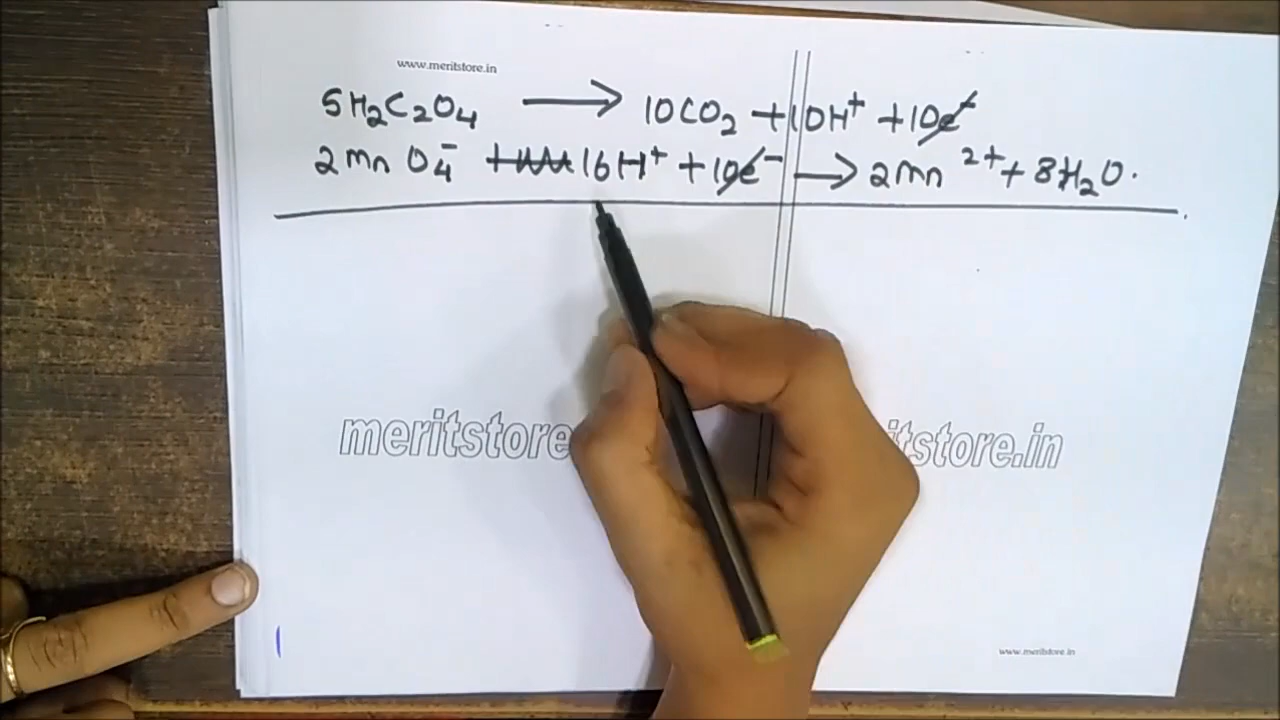 www.meritstore.in
5H₂C₂O₄ ⟶ 10CO₂ + 10H⁺ + 10e⁻
2MnO₄⁻ + 16H⁺ + 10e⁻ ⟶ 2Mn²⁺ + 8H₂O.
meritstore
itstore.in
www.meritstore.in